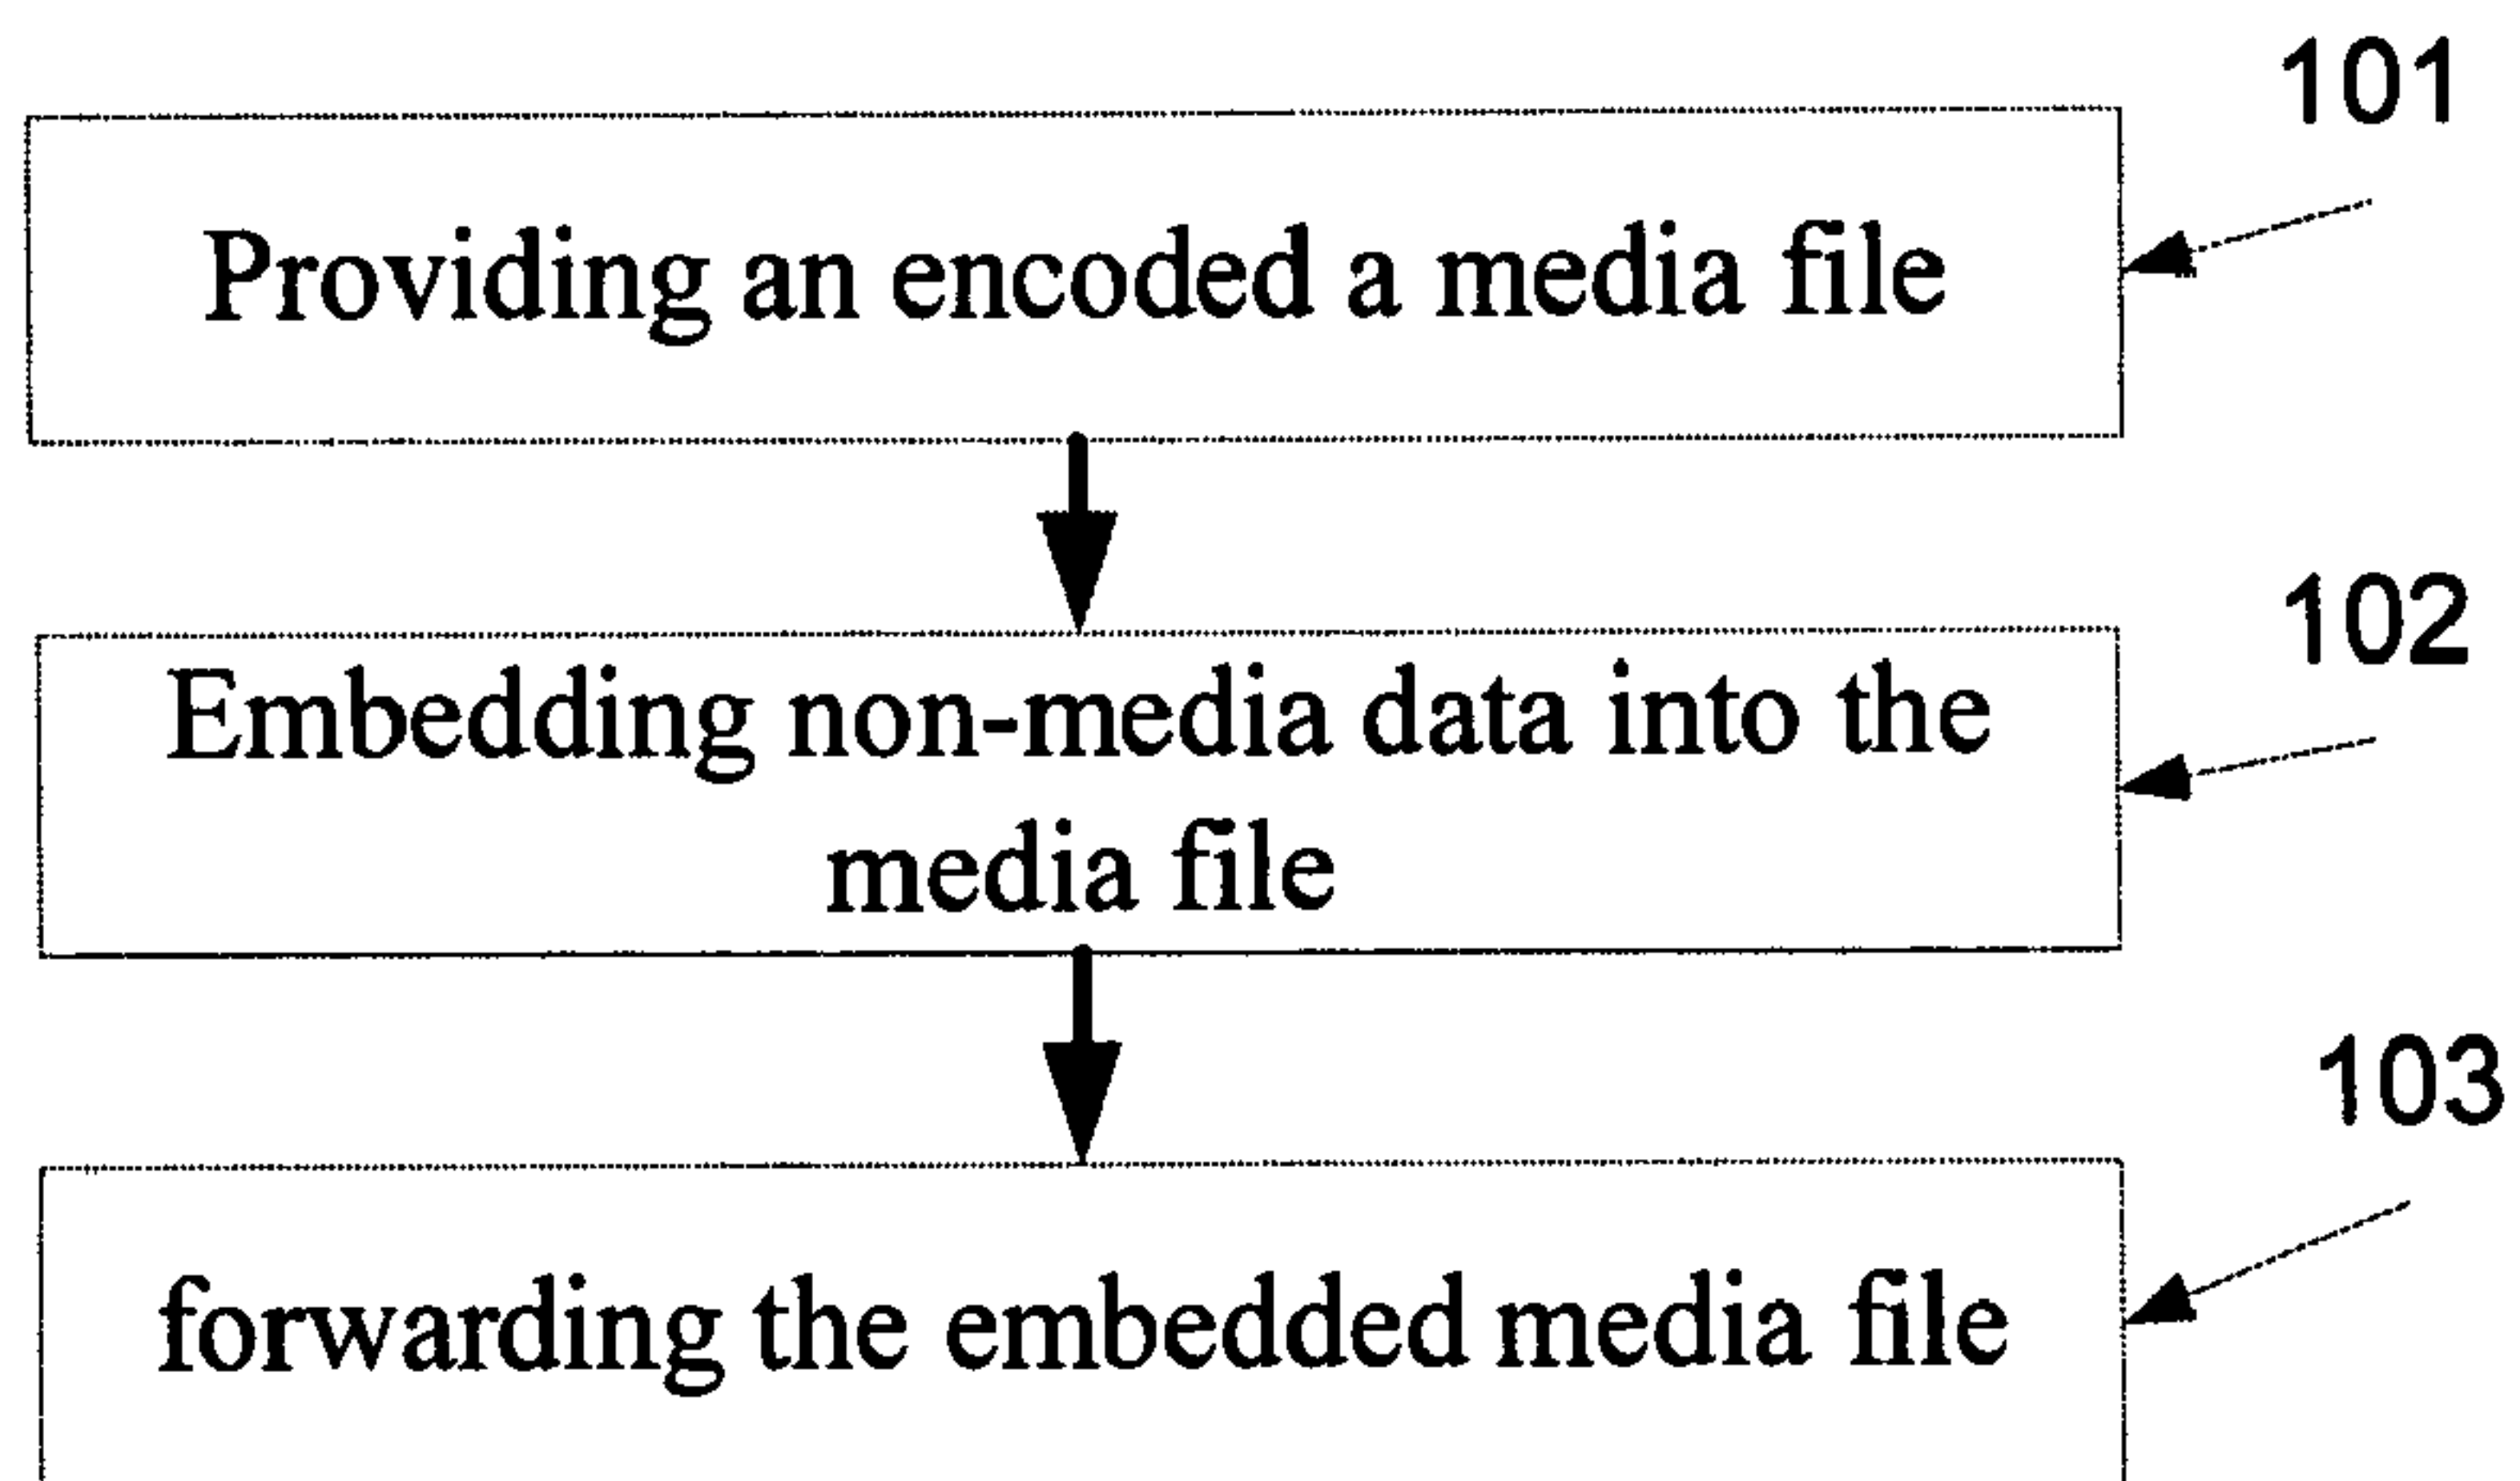 101
Providing an encoded a media file
102
Embedding non-media data into the
media file
103
forwarding the embedded media file